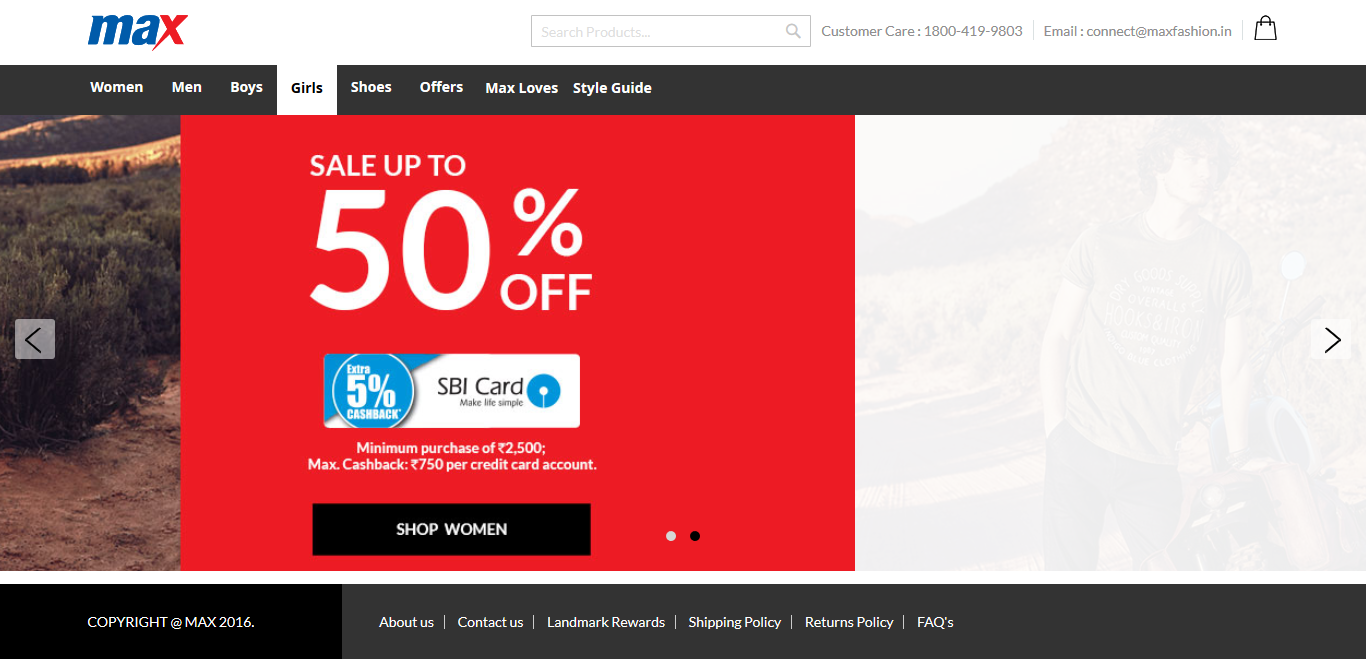 max
Search Products...
Customer Care : 1800-419-9803
Email : connect@maxfashion.in
Women Men Boys Girls Shoes Offers Max Loves Style Guide
SALE UP TO
50%
OFF
Extra
5%
CASHBACK*
SBI Card
Make life simple
Minimum purchase of ₹2,500;
Max. Cashback: ₹750 per credit card account.
SHOP WOMEN
OVERALLS
COPYRIGHT @ MAX 2016.
About us
Contact us
Landmark Rewards
Shipping Policy
Returns Policy
FAQ's